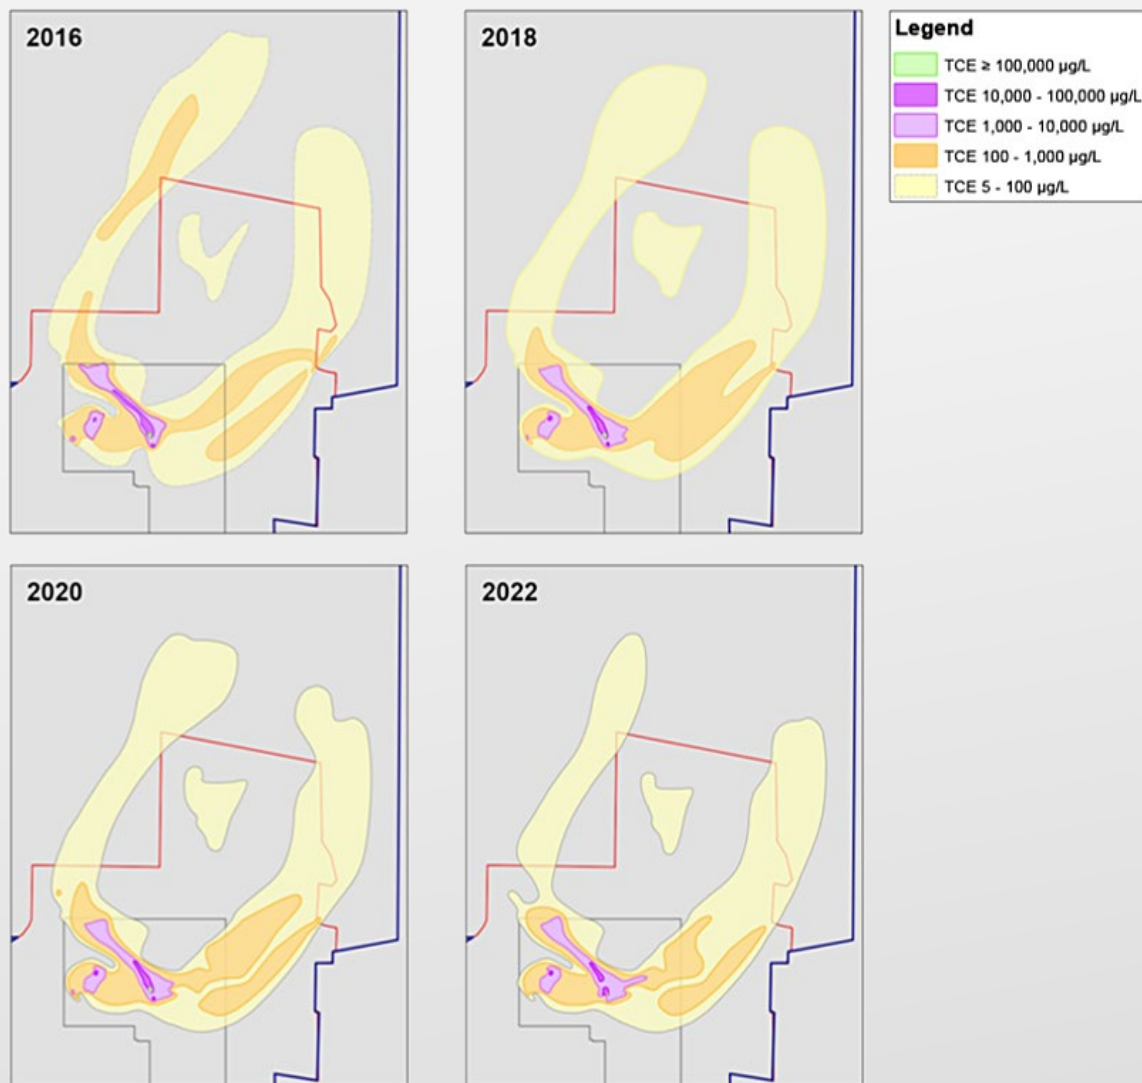 2016
2018
Legend
TCE ≥ 100,000 µg/L
TCE 10,000 - 100,000 µg/L
TCE 1,000 - 10,000 µg/L
TCE 100 - 1,000 µg/L
TCE 5 - 100 µg/L
2020
2022